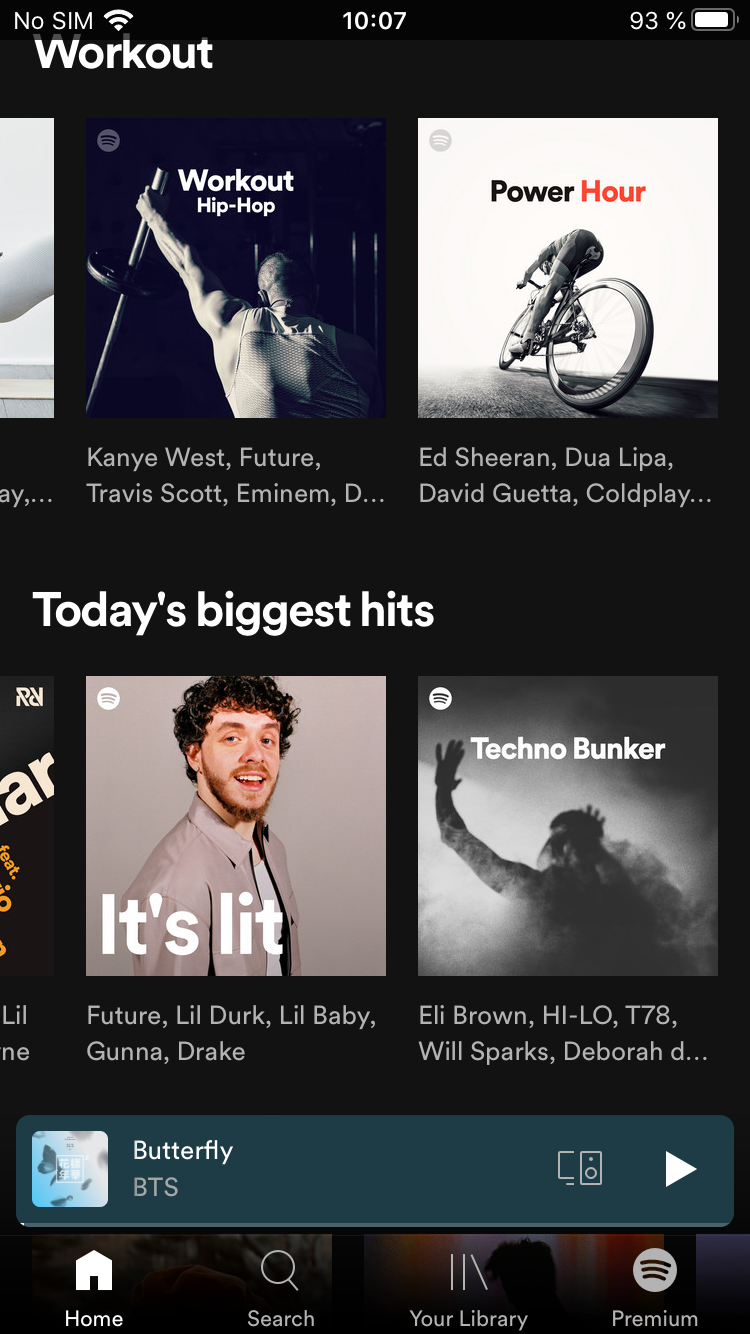 No SIM 10:07 93 %
Workout
Workout
Hip-Hop
Power Hour
ay,...
Kanye West, Future,
Travis Scott, Eminem, D...
Ed Sheeran, Dua Lipa,
David Guetta, Coldplay...
Today's biggest hits
ar
feat.
It's lit
Techno Bunker
Lil
ne
Future, Lil Durk, Lil Baby,
Gunna, Drake
Eli Brown, HI-LO, T78,
Will Sparks, Deborah d...
Butterfly
BTS
Home Search Your Library Premium